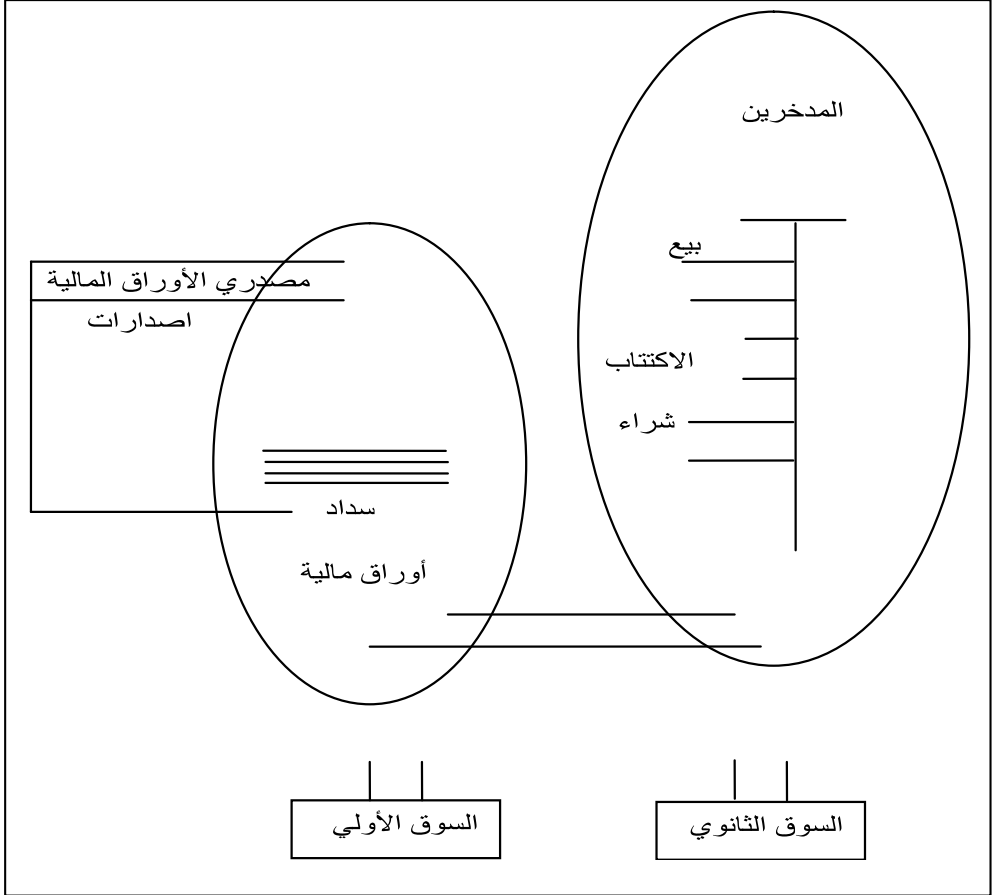 المدخرين
بيع
مصدري الأوراق المالية
اصدارات
الاكتتاب
شراء
سداد
أوراق مالية
السوق الثانوي
السوق الأولي